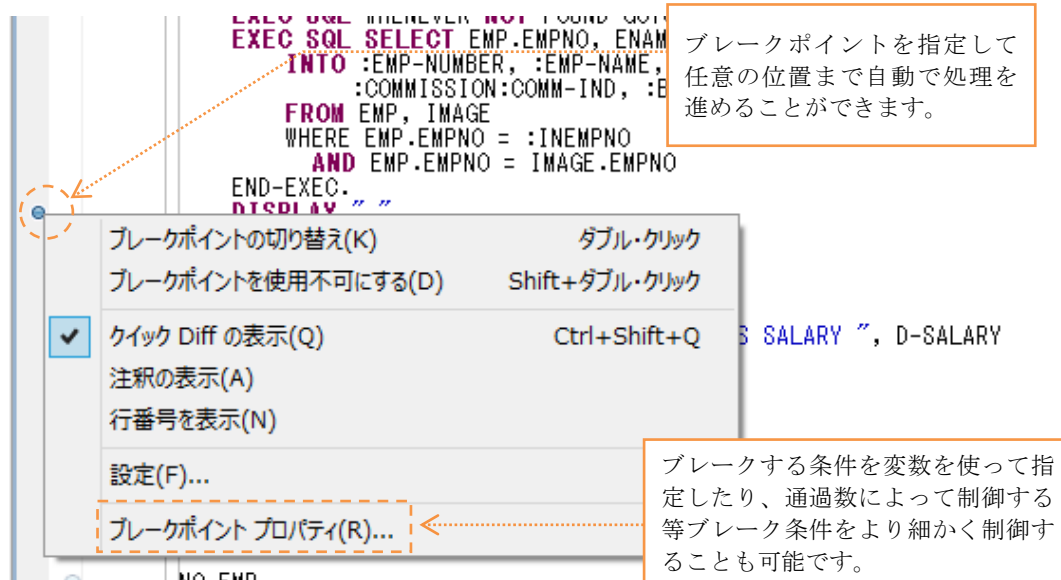 EXEC SQL WHENEVER NOT FOUND GOTO
EXEC SQL SELECT EMP.EMPNO, ENAM
INTO :EMP-NUMBER, :EMP-NAME,
:COMMISSION:COMM-IND, :E
FROM EMP, IMAGE
WHERE EMP.EMPNO = :INEMPNO
AND EMP.EMPNO = IMAGE.EMPNO
END-EXEC.
DISPLAY " "
ブレークポイントを指定して
任意の位置まで自動で処理を
進めることができます。
ブレークポイントの切り替え(K) ダブル・クリック
ブレークポイントを使用不可にする(D) Shift+ダブル・クリック
クイック Diff の表示(Q) Ctrl+Shift+Q
S SALARY ", D-SALARY
注釈の表示(A)
行番号を表示(N)
設定(F)...
ブレークポイント プロパティ(R)...
ブレークする条件を変数を使って指
定したり、通過数によって制御する
等ブレーク条件をより細かく制御す
ることも可能です。
NO-EMP.